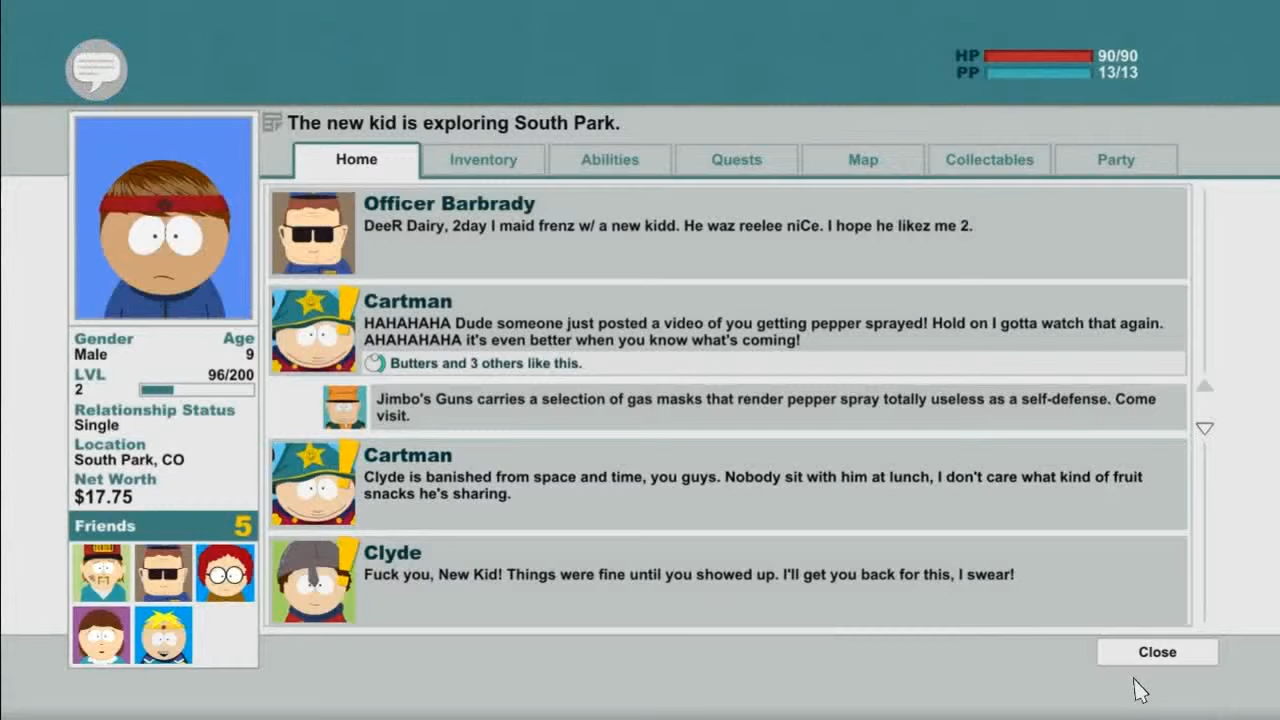 HP 90/90
PP 13/13
The new kid is exploring South Park.
Home Inventory Abilities Quests Map Collectables Party
Gender Age
Male 9
LVL 96/200
2
Relationship Status
Single
Location
South Park, CO
Net Worth
$17.75
Friends 5
Officer Barbrady
DeeR Dairy, 2day I maid frenz w/ a new kidd. He waz reelee niCe. I hope he likez me 2.
Cartman
HAHAHAHA Dude someone just posted a video of you getting pepper sprayed! Hold on I gotta watch that again.
AHAHAHAHA it's even better when you know what's coming!
Butters and 3 others like this.
Jimbo's Guns carries a selection of gas masks that render pepper spray totally useless as a self-defense. Come
visit.
Cartman
Clyde is banished from space and time, you guys. Nobody sit with him at lunch, I don't care what kind of fruit
snacks he's sharing.
Clyde
Fuck you, New Kid! Things were fine until you showed up. I'll get you back for this, I swear!
Close